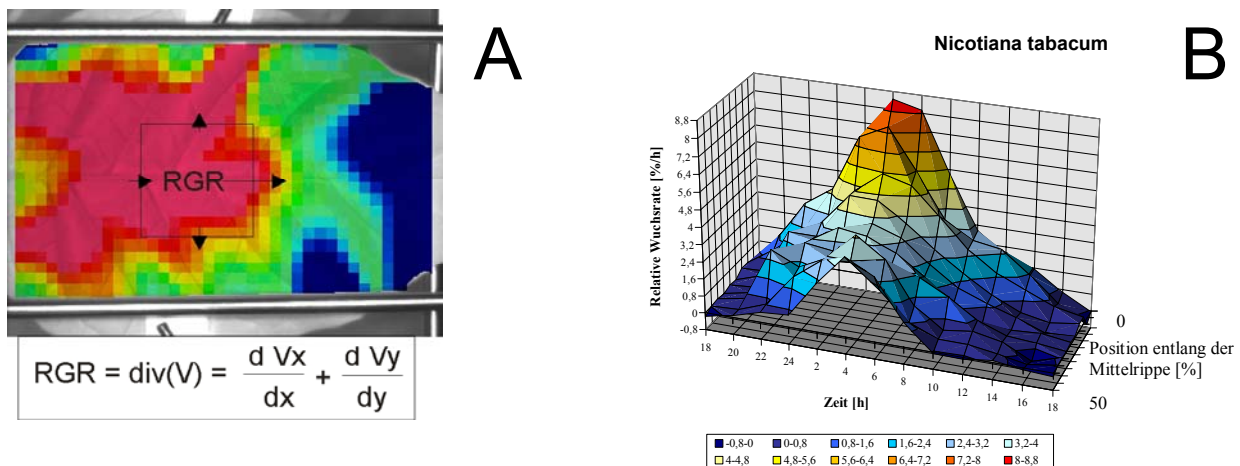 A
RGR
RGR = div(V) = d Vx/dx + d Vy/dy
Nicotiana tabacum
B
Relative Wuchsrate [%/h]
8,8
8
7,2
6,4
5,6
4,8
4
3,2
2,4
1,6
0,8
0
-0,8
18 20 22 24 2 4 6 8 10 12 14 16 18
Zeit [h]
0
Position entlang der
Mittelrippe [%]
50
-0,8-0 0-0,8 0,8-1,6 1,6-2,4 2,4-3,2 3,2-4
4-4,8 4,8-5,6 5,6-6,4 6,4-7,2 7,2-8 8-8,8